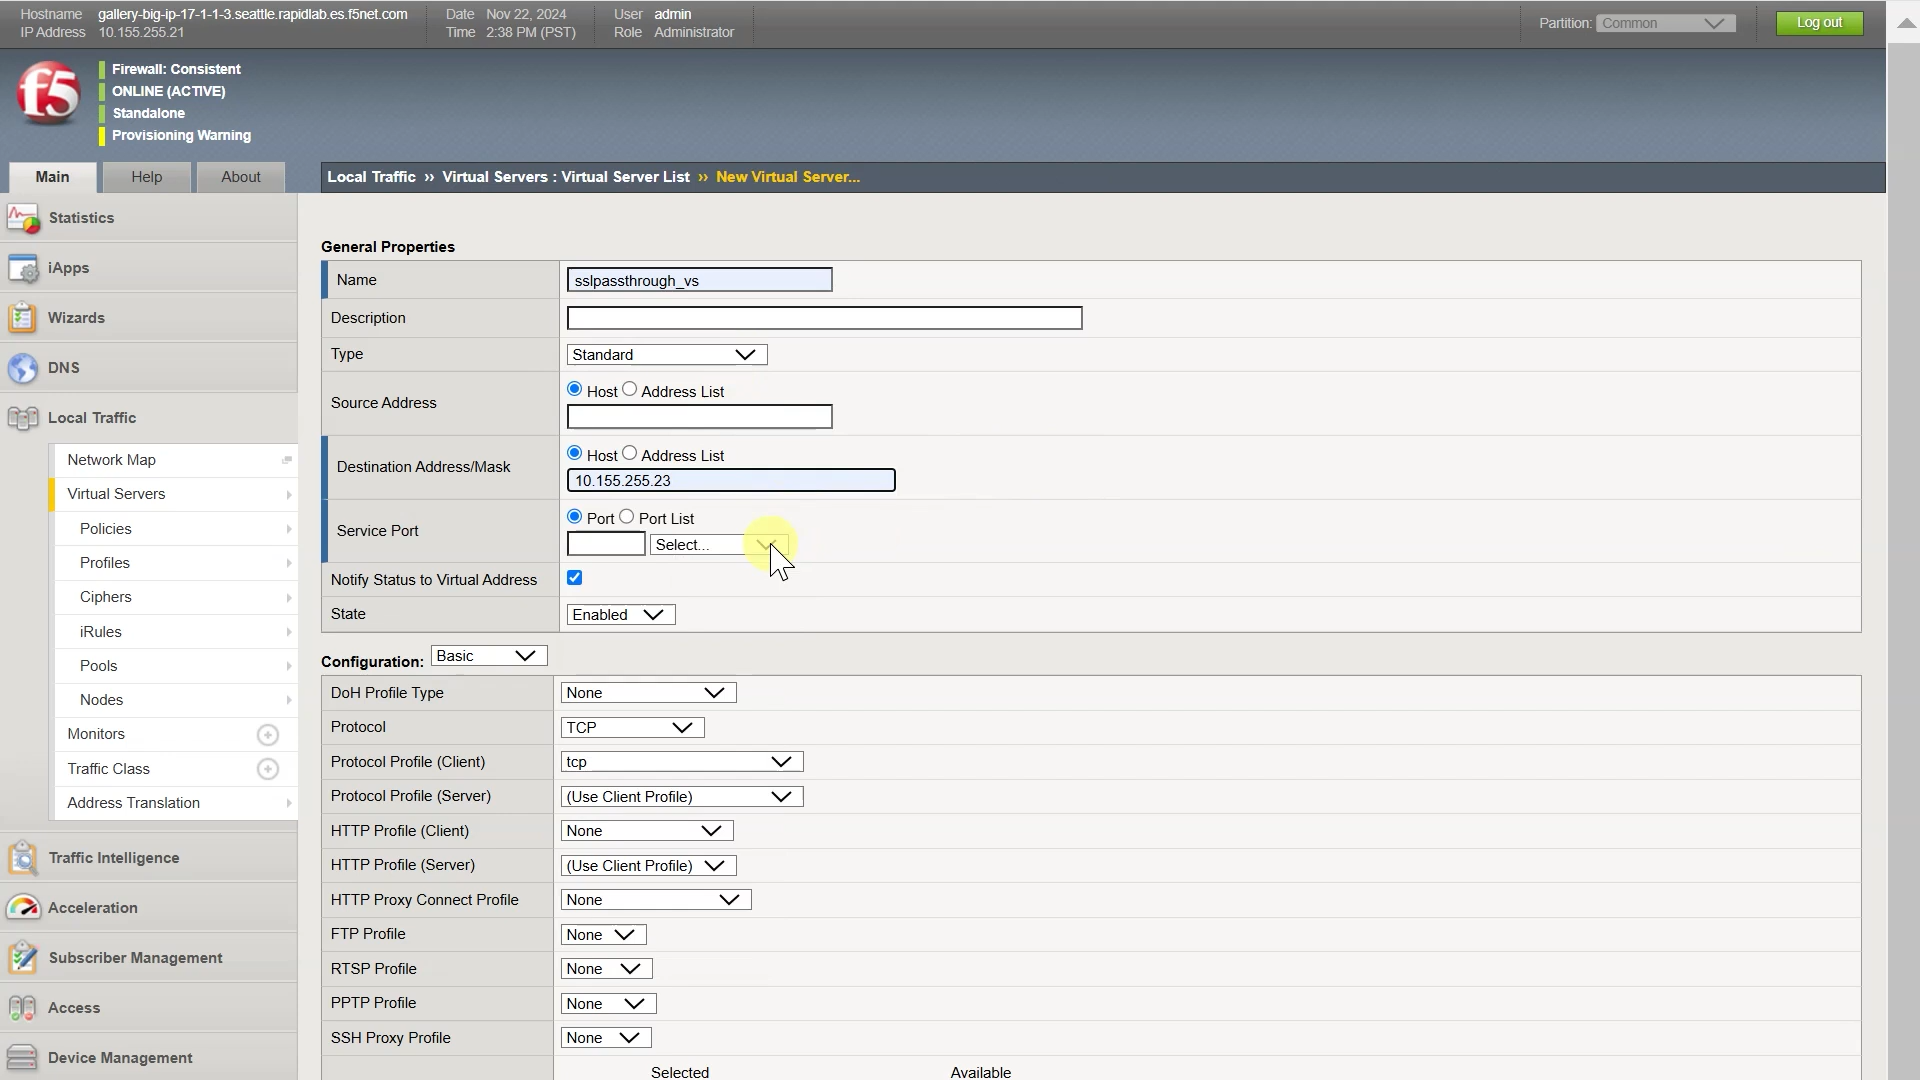 Hostname gallery-big-ip-17-1-1-3.seattle.rapidlab.es.f5net.com Date Nov 22, 2024 User admin Partition: Common Log out
IP Address 10.155.255.21 Time 2:38 PM (PST) Role Administrator
f5
Firewall: Consistent
ONLINE (ACTIVE)
Standalone
Provisioning Warning
Main Help About
Local Traffic ›› Virtual Servers : Virtual Server List ›› New Virtual Server...
Statistics
iApps
Wizards
DNS
Local Traffic
Network Map
Virtual Servers
Policies
Profiles
Ciphers
iRules
Pools
Nodes
Monitors
Traffic Class
Address Translation
Traffic Intelligence
Acceleration
Subscriber Management
Access
Device Management
General Properties
Name sslpassthrough_vs
Description
Type Standard
Source Address Host Address List
Destination Address/Mask Host Address List
10.155.255.23
Service Port Port Port List
Select...
Notify Status to Virtual Address
State Enabled
Configuration: Basic
DoH Profile Type None
Protocol TCP
Protocol Profile (Client) tcp
Protocol Profile (Server) (Use Client Profile)
HTTP Profile (Client) None
HTTP Profile (Server) (Use Client Profile)
HTTP Proxy Connect Profile None
FTP Profile None
RTSP Profile None
PPTP Profile None
SSH Proxy Profile None
Selected Available